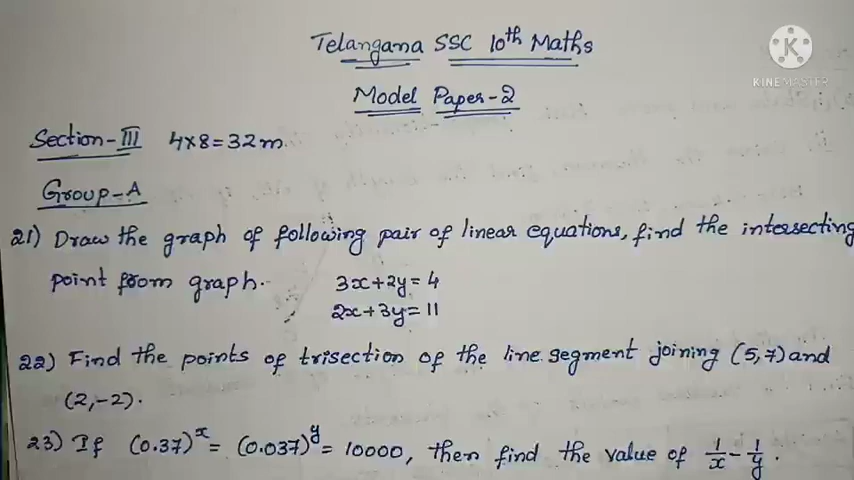 Telangana SSC 10th Maths
KINEMASTER
Model Paper-2
Section-III 4x8=32m
Group-A
21) Draw the graph of following pair of linear equations, find the intersecting
point from graph. 3x+2y=4
2x+3y=11
22) Find the points of trisection of the line segment joining (5,7) and
(2,-2).
23) If (0.37)^x = (0.037)^y = 10000, then find the value of 1/x - 1/y.